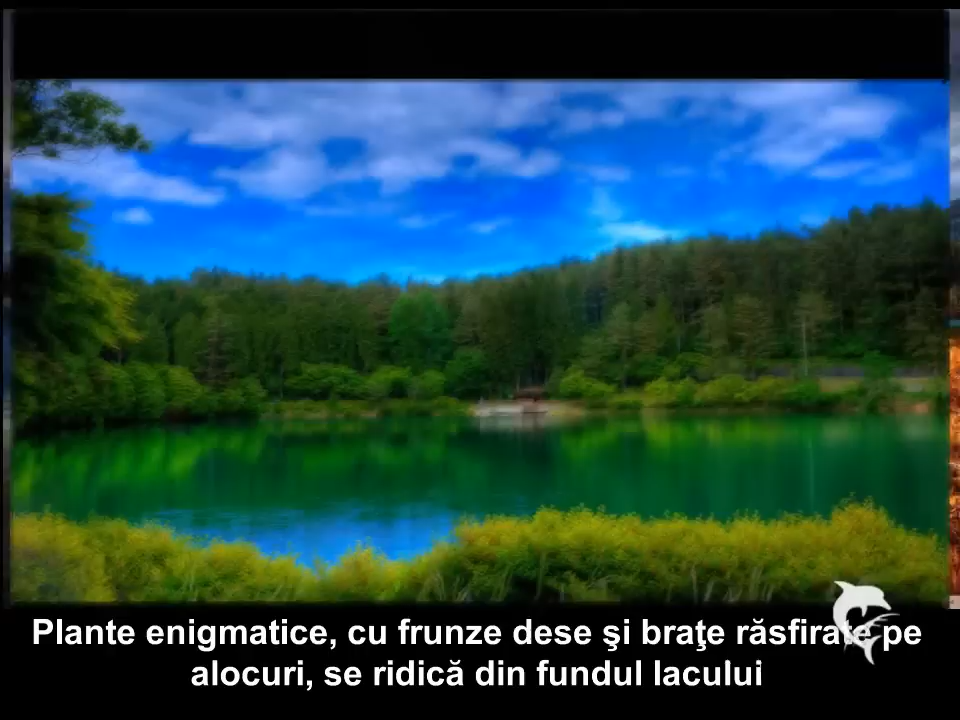 Plante enigmatice, cu frunze dese şi braţe răsfirate pe
alocuri, se ridică din fundul lacului